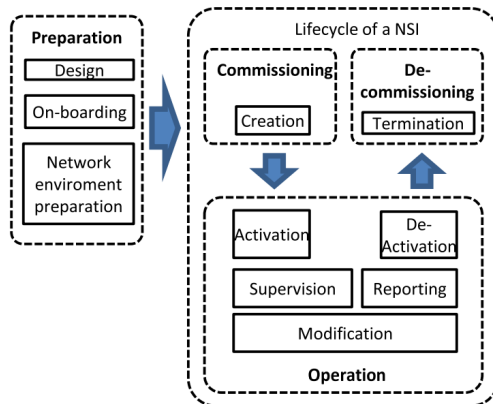 Preparation
Design
On-boarding
Network
enviroment
preparation
Lifecycle of a NSI
Commissioning
Creation
De-
commissioning
Termination
Activation
De-
Activation
Supervision
Reporting
Modification
Operation